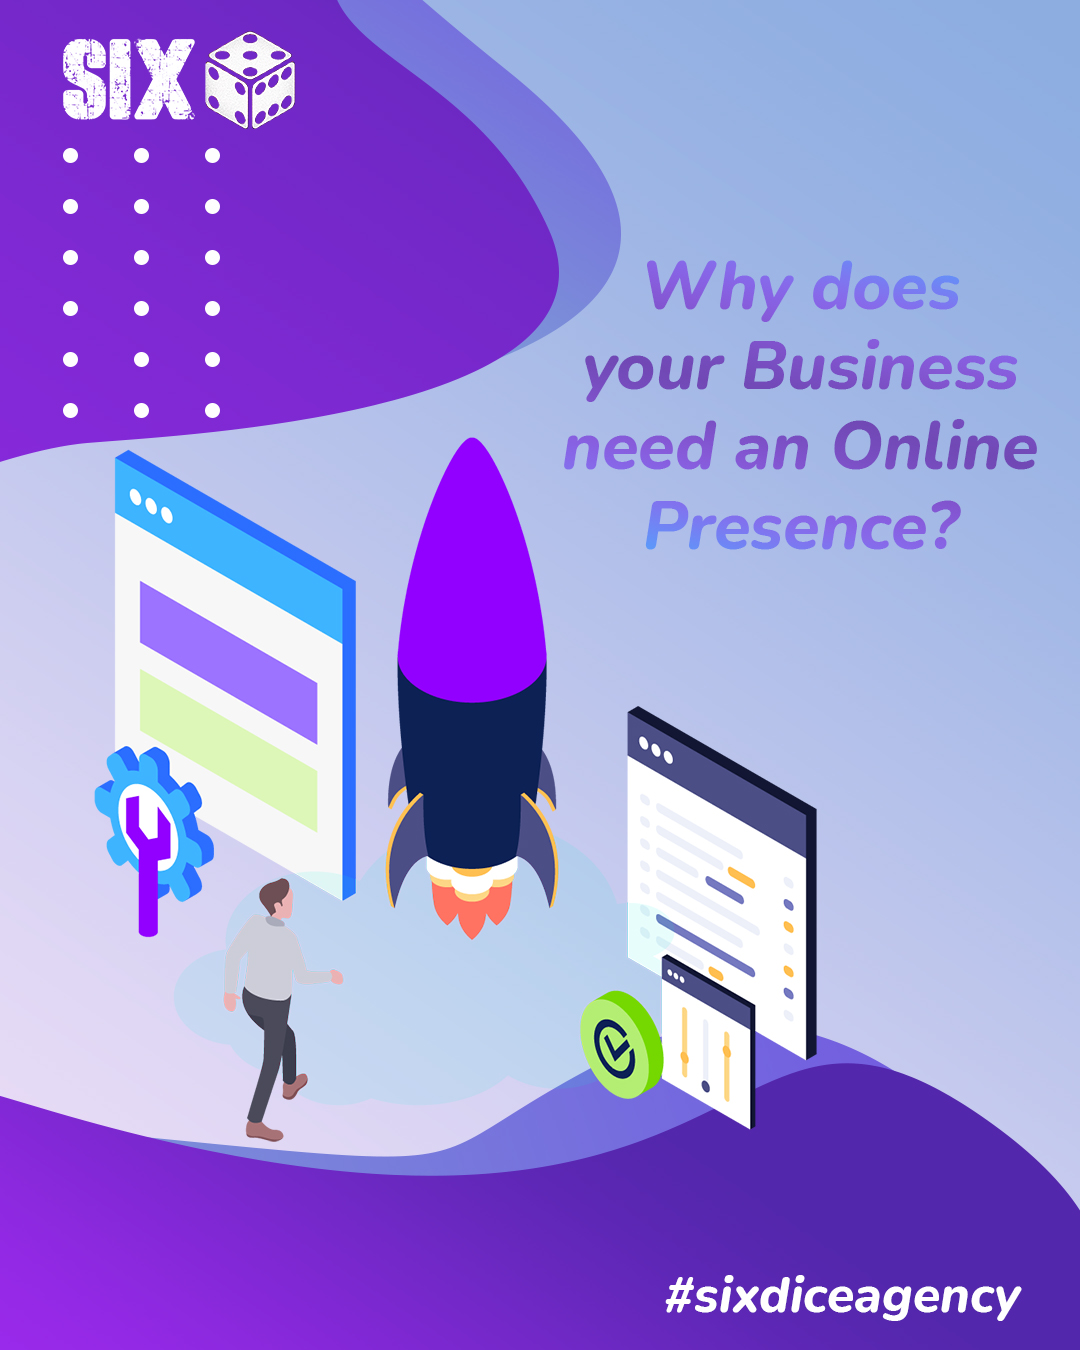 SIX
Why does
your Business
need an Online
Presence?
#sixdiceagency